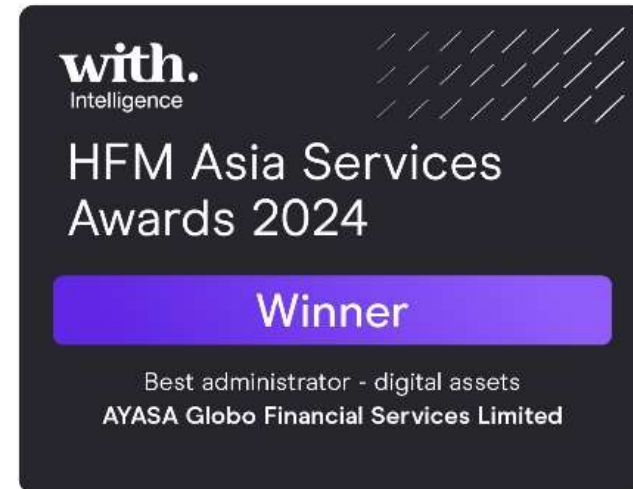 with.
Intelligence
HFM Asia Services
Awards 2024
Winner
Best administrator - digital assets
AYASA Globo Financial Services Limited